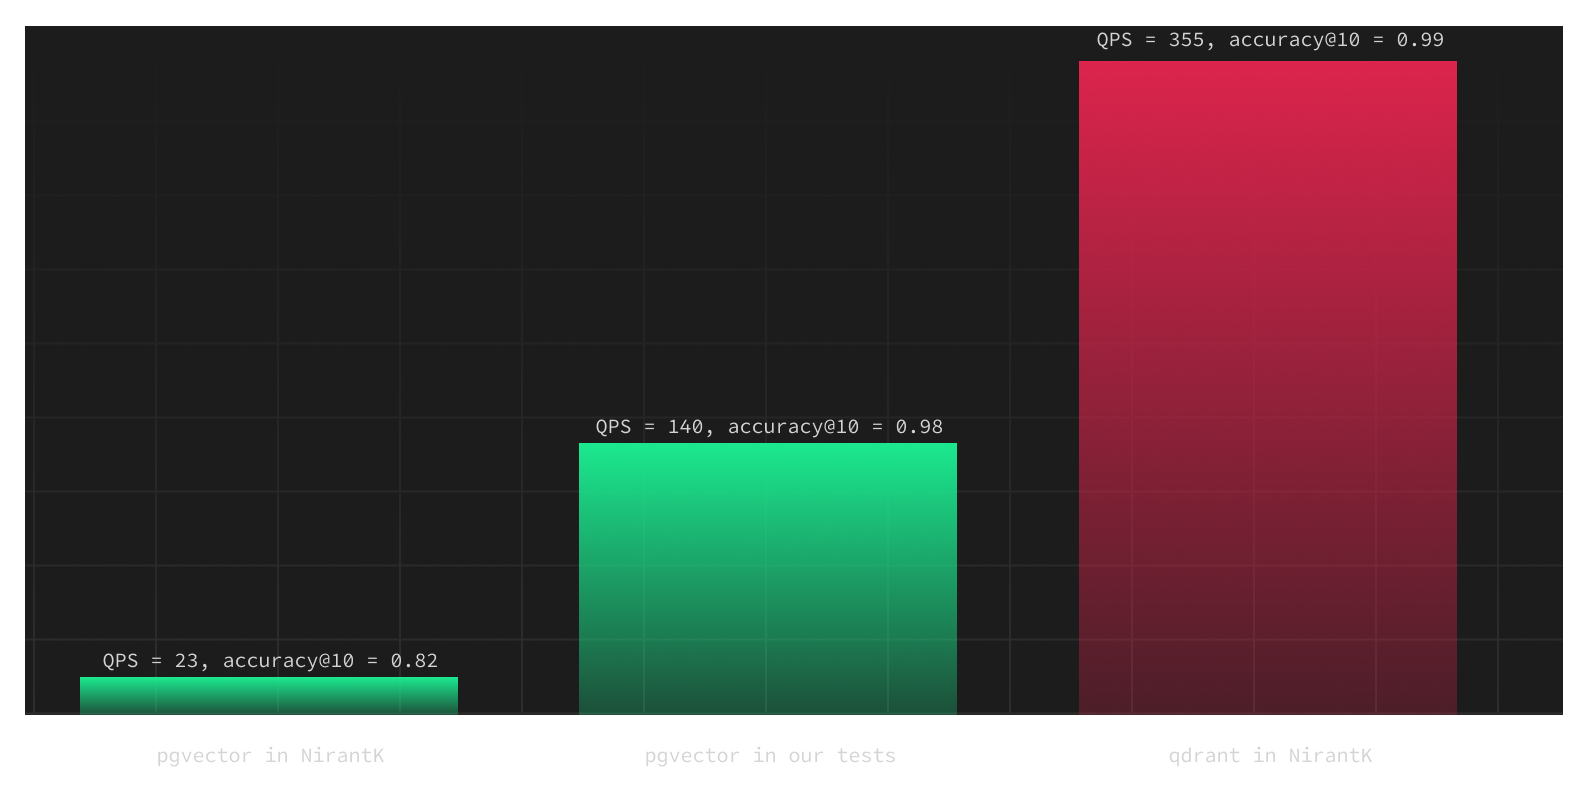 QPS = 355, accuracy@10 = 0.99
QPS = 140, accuracy@10 = 0.98
QPS = 23, accuracy@10 = 0.82
pgvector in NirantK
pgvector in our tests
qdrant in NirantK